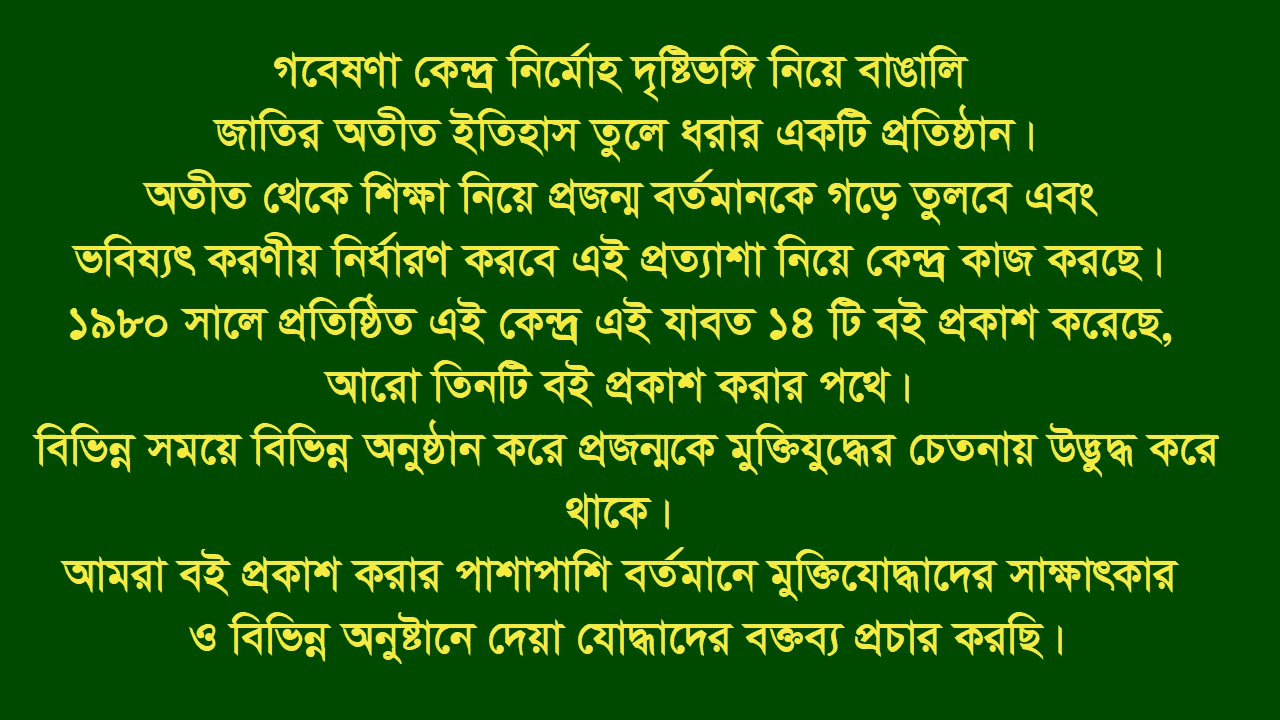 গবেষণা কেন্দ্র নির্মোহ দৃষ্টিভঙ্গি নিয়ে বাঙালি
জাতির অতীত ইতিহাস তুলে ধরার একটি প্রতিষ্ঠান।
অতীত থেকে শিক্ষা নিয়ে প্রজন্ম বর্তমানকে গড়ে তুলবে এবং
ভবিষ্যৎ করণীয় নির্ধারণ করবে এই প্রত্যাশা নিয়ে কেন্দ্র কাজ করছে।
১৯৮০ সালে প্রতিষ্ঠিত এই কেন্দ্র এই যাবত ১৪ টি বই প্রকাশ করেছে,
আরো তিনটি বই প্রকাশ করার পথে।
বিভিন্ন সময়ে বিভিন্ন অনুষ্ঠান করে প্রজন্মকে মুক্তিযুদ্ধের চেতনায় উদ্ভুদ্ধ করে
থাকে।
আমরা বই প্রকাশ করার পাশাপাশি বর্তমানে মুক্তিযোদ্ধাদের সাক্ষাৎকার
ও বিভিন্ন অনুষ্টানে দেয়া যোদ্ধাদের বক্তব্য প্রচার করছি।